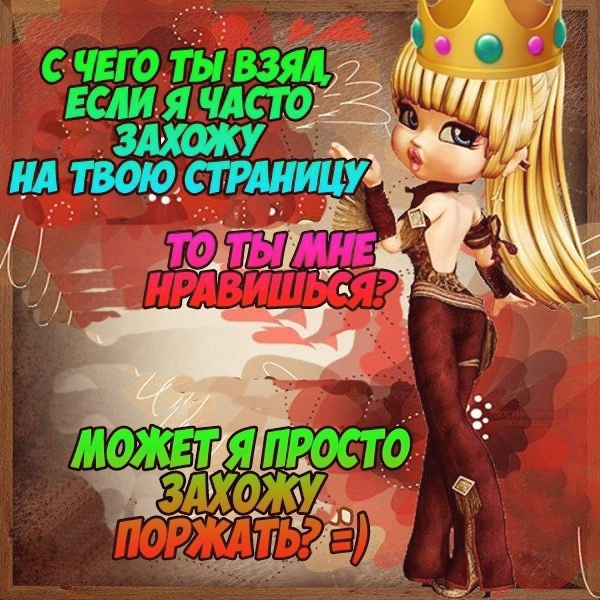 С ЧЕГО ТЫ ВЗЯЛ,
ЕСЛИ Я ЧАСТО
ЗАХОЖУ
НА ТВОЮ СТРАНИЦУ
ТО ТЫ МНЕ
НРАВИШЬСЯ?
МОЖЕТ Я ПРОСТО
ЗАХОЖУ
ПОРЖАТЬ? =)